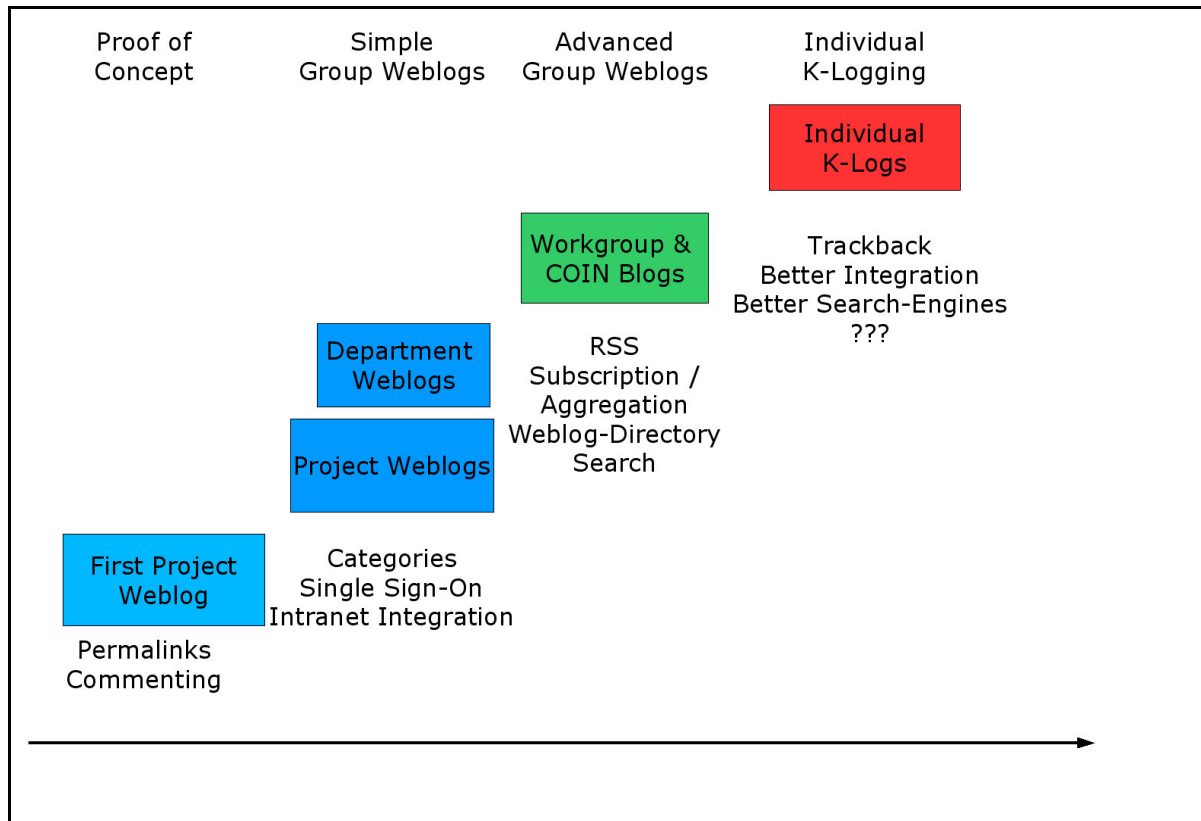 Proof of
Concept
Simple
Group Weblogs
Advanced
Group Weblogs
Individual
K-Logging
Individual
K-Logs
Workgroup &
COIN Blogs
Trackback
Better Integration
Better Search-Engines
???
Department
Weblogs
RSS
Subscription /
Aggregation
Weblog-Directory
Search
Project Weblogs
First Project
Weblog
Categories
Single Sign-On
Intranet Integration
Permalinks
Commenting